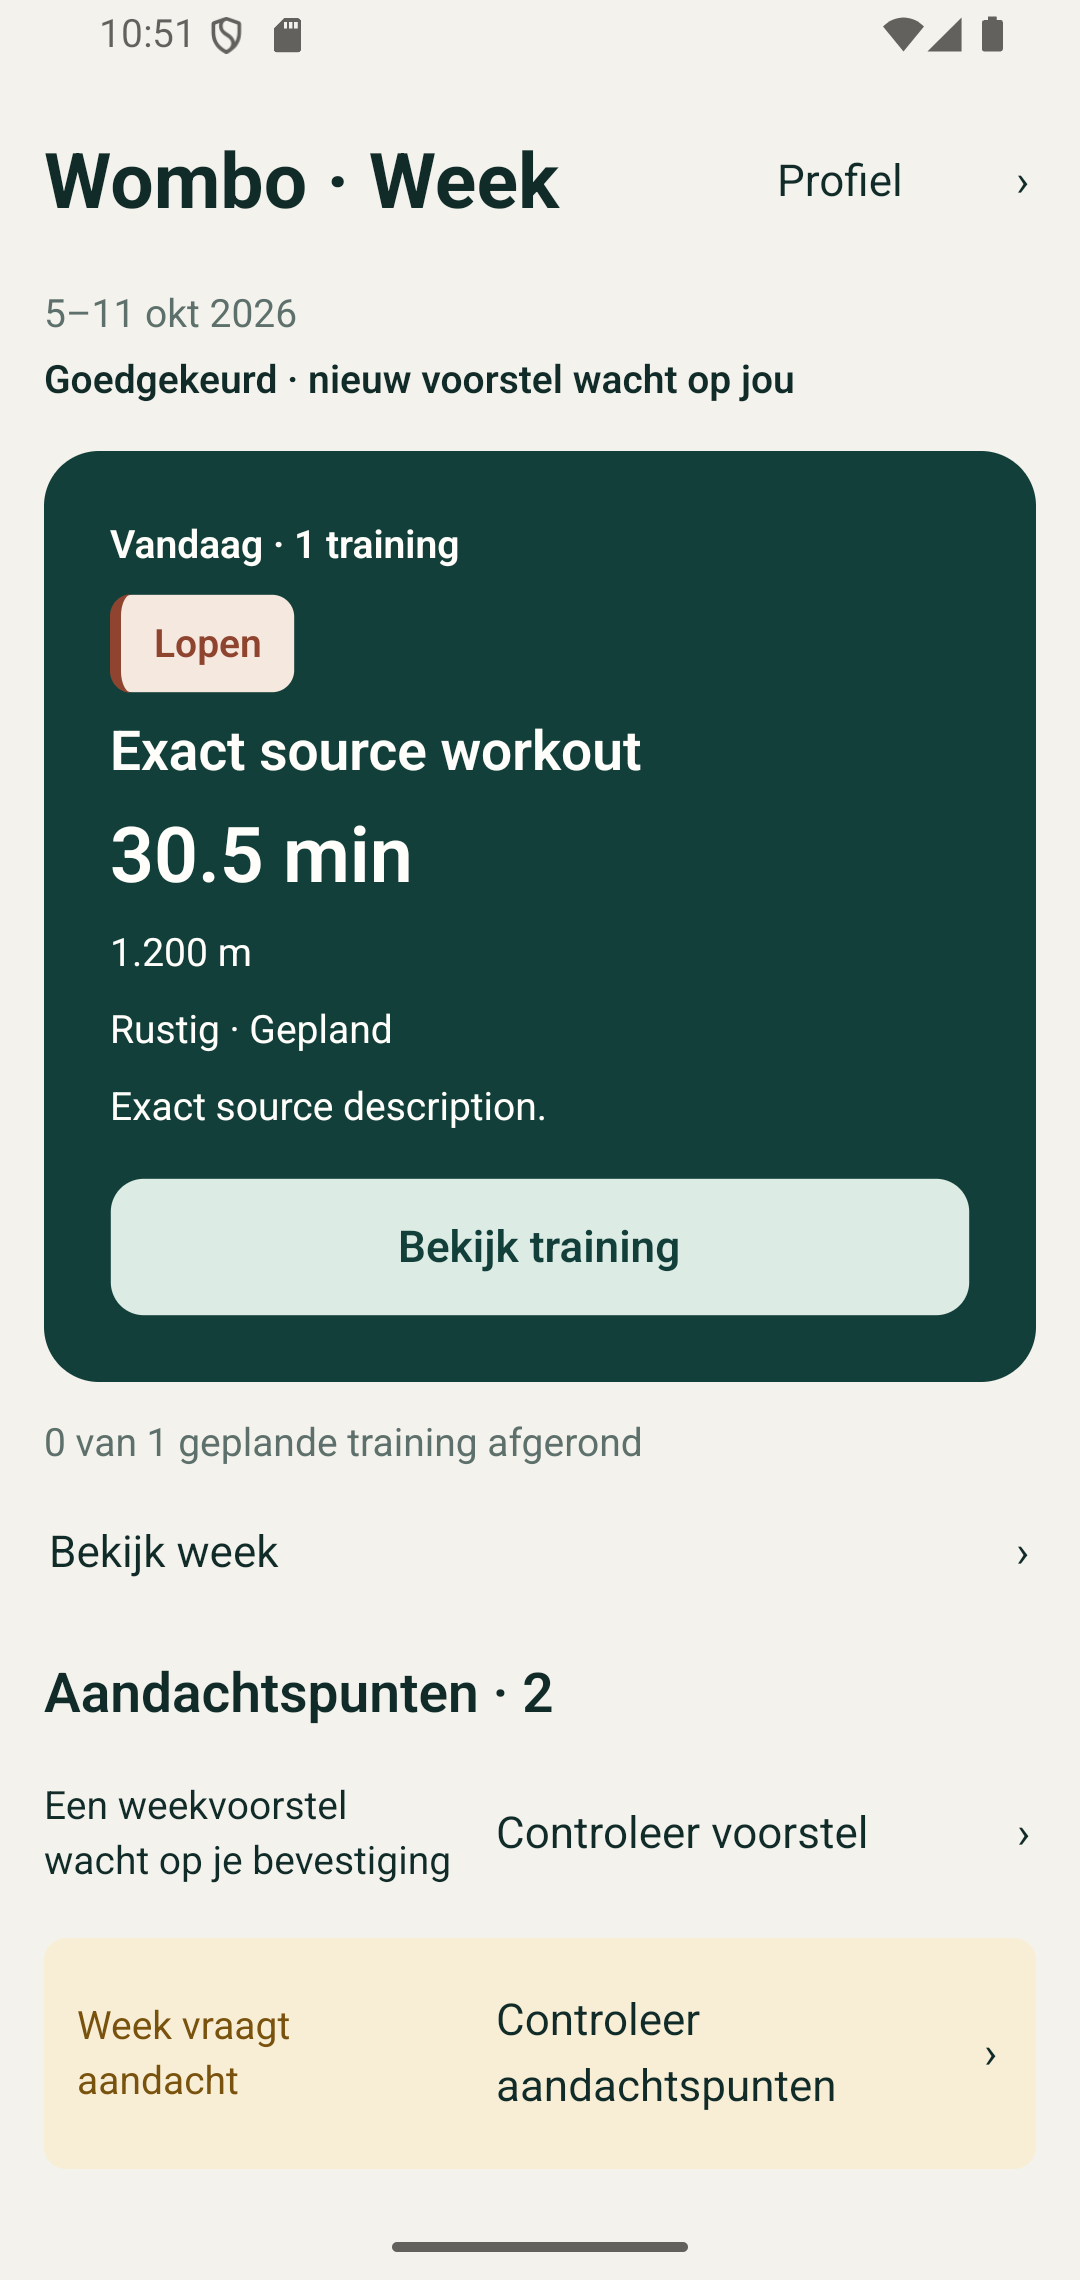 10:51
Wombo · Week
Profiel ›
5–11 okt 2026
Goedgekeurd · nieuw voorstel wacht op jou
Vandaag · 1 training
Lopen
Exact source workout
30.5 min
1.200 m
Rustig · Gepland
Exact source description.
Bekijk training
0 van 1 geplande training afgerond
Bekijk week ›
Aandachtspunten · 2
Een weekvoorstel
wacht op je bevestiging
Controleer voorstel ›
Week vraagt
aandacht
Controleer
aandachtspunten ›